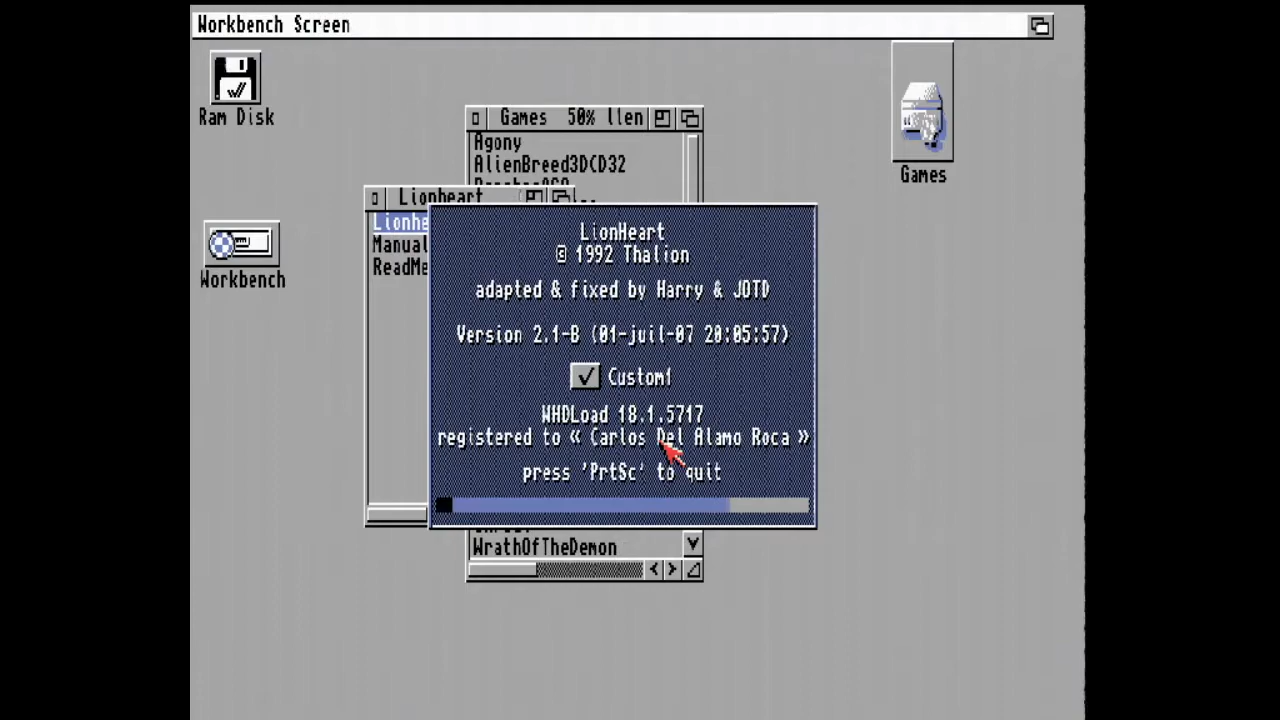 Workbench Screen
Ram Disk
Games 50% llen
Agony
AlienBreed3DCD32
Games
Lionheart
Manual
ReadMe
Workbench
LionHeart
© 1992 Thalion
adapted & fixed by Harry & JOTD
Version 2.1-B (01-juil-07 20:05:57)
Custom1
WHDLoad 18.1.5717
registered to « Carlos Del Alamo Roca »
press 'PrtSc' to quit
WrathOfTheDemon